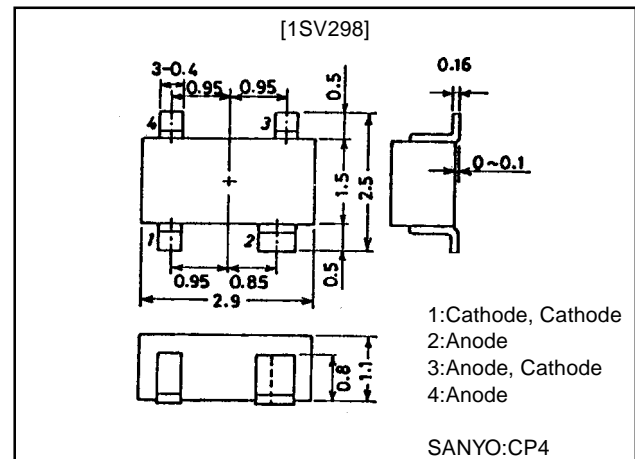 [1SV298]
3-0.4
0.95 0.95
0.5
0.16
4 3
1.5
2.5
0~0.1
1 2
0.95 0.85
0.5
2.9
0.8
1.1
1:Cathode, Cathode
2:Anode
3:Anode, Cathode
4:Anode
SANYO:CP4